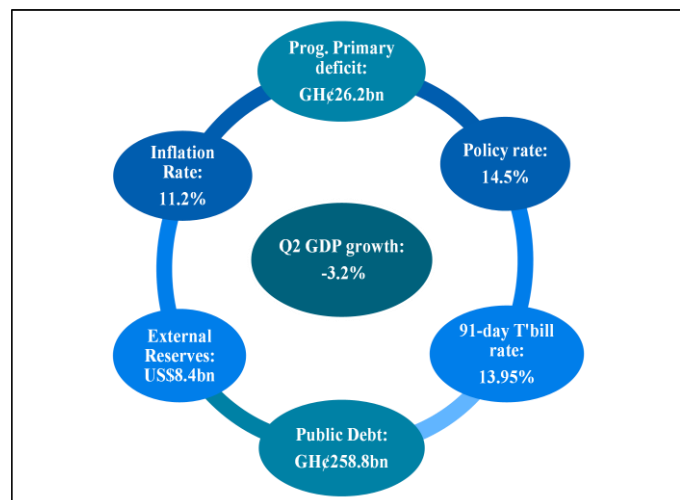 Prog. Primary
deficit:
GH¢26.2bn
Policy rate:
14.5%
Inflation
Rate:
11.2%
Q2 GDP growth:
-3.2%
External
Reserves:
US$8.4bn
91-day T'bill
rate:
13.95%
Public Debt:
GH¢258.8bn